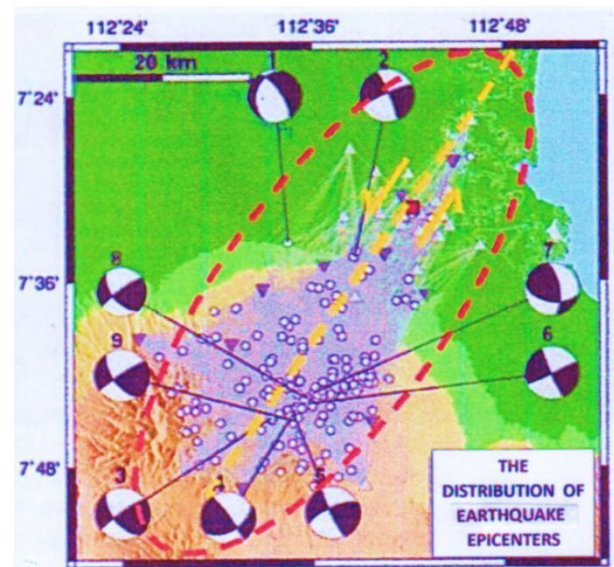 112°24' 112°36' 112°48'
20 km
1 2
7°24'
8 7
7°36'
9 6
7°48'
3 4 5
THE
DISTRIBUTION OF
EARTHQUAKE
EPICENTERS